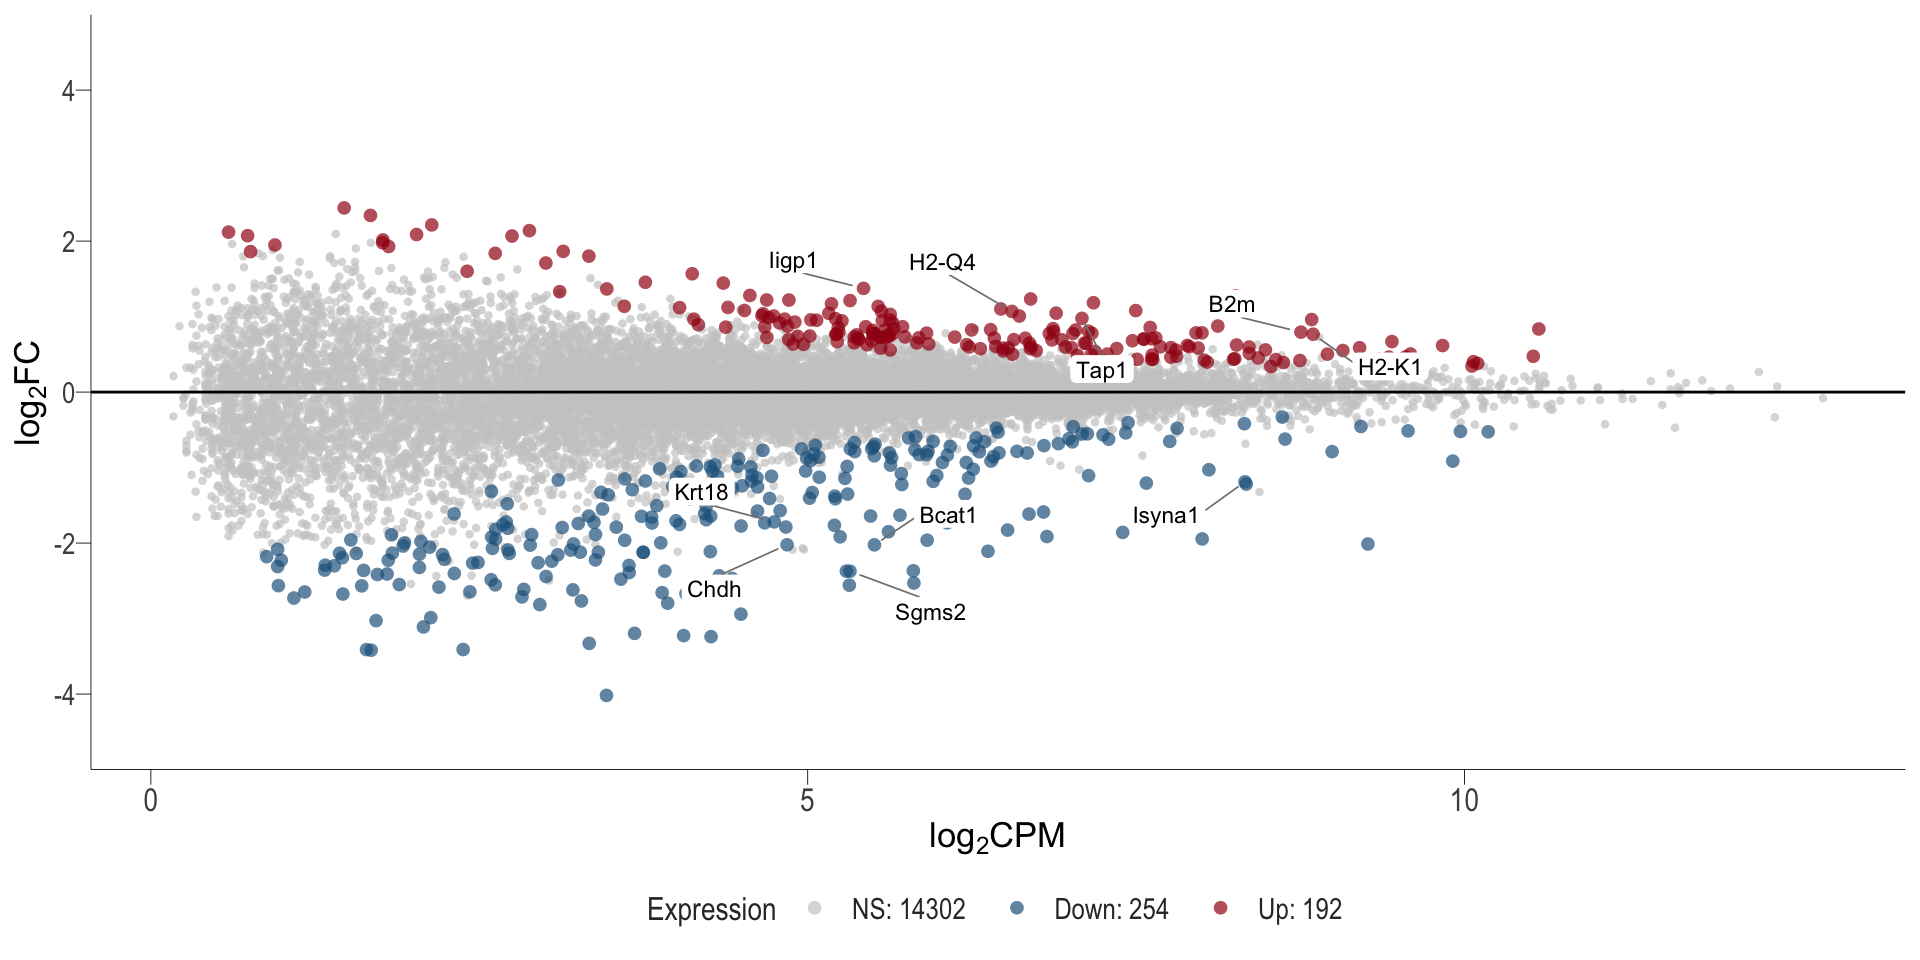 4
2
0
-2
-4
log2FC
Iigp1
H2-Q4
B2m
Tap1
H2-K1
Krt18
Bcat1
Isyna1
Chdh
Sgms2
0
5
10
log2CPM
Expression NS: 14302 Down: 254 Up: 192